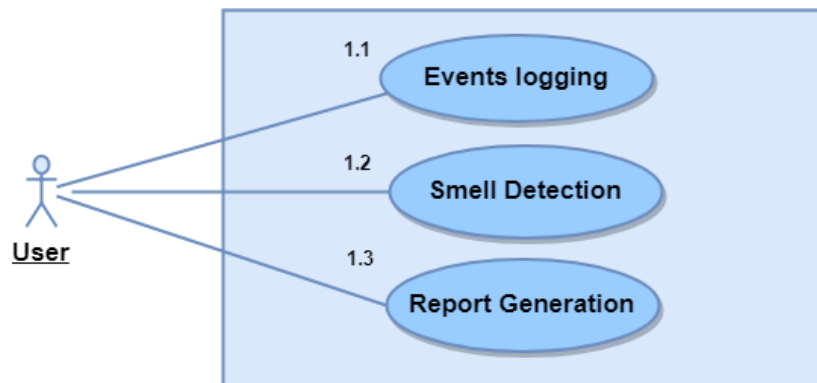 1.1
Events logging
1.2
Smell Detection
User
1.3
Report Generation